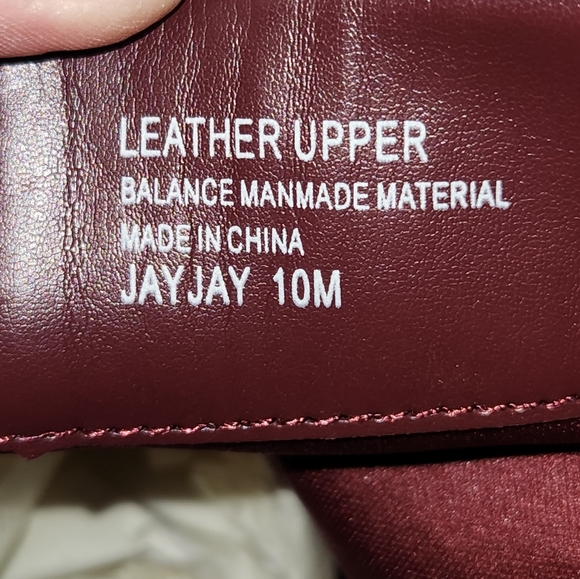 LEATHER UPPER
BALANCE MANMADE MATERIAL
MADE IN CHINA
JAYJAY 10M